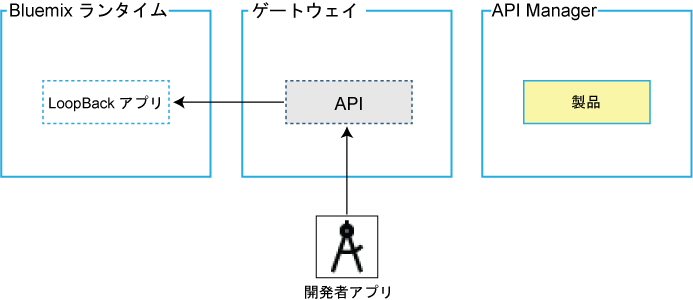 Bluemix ランタイム
ゲートウェイ
API Manager
LoopBack アプリ
API
製品
開発者アプリ